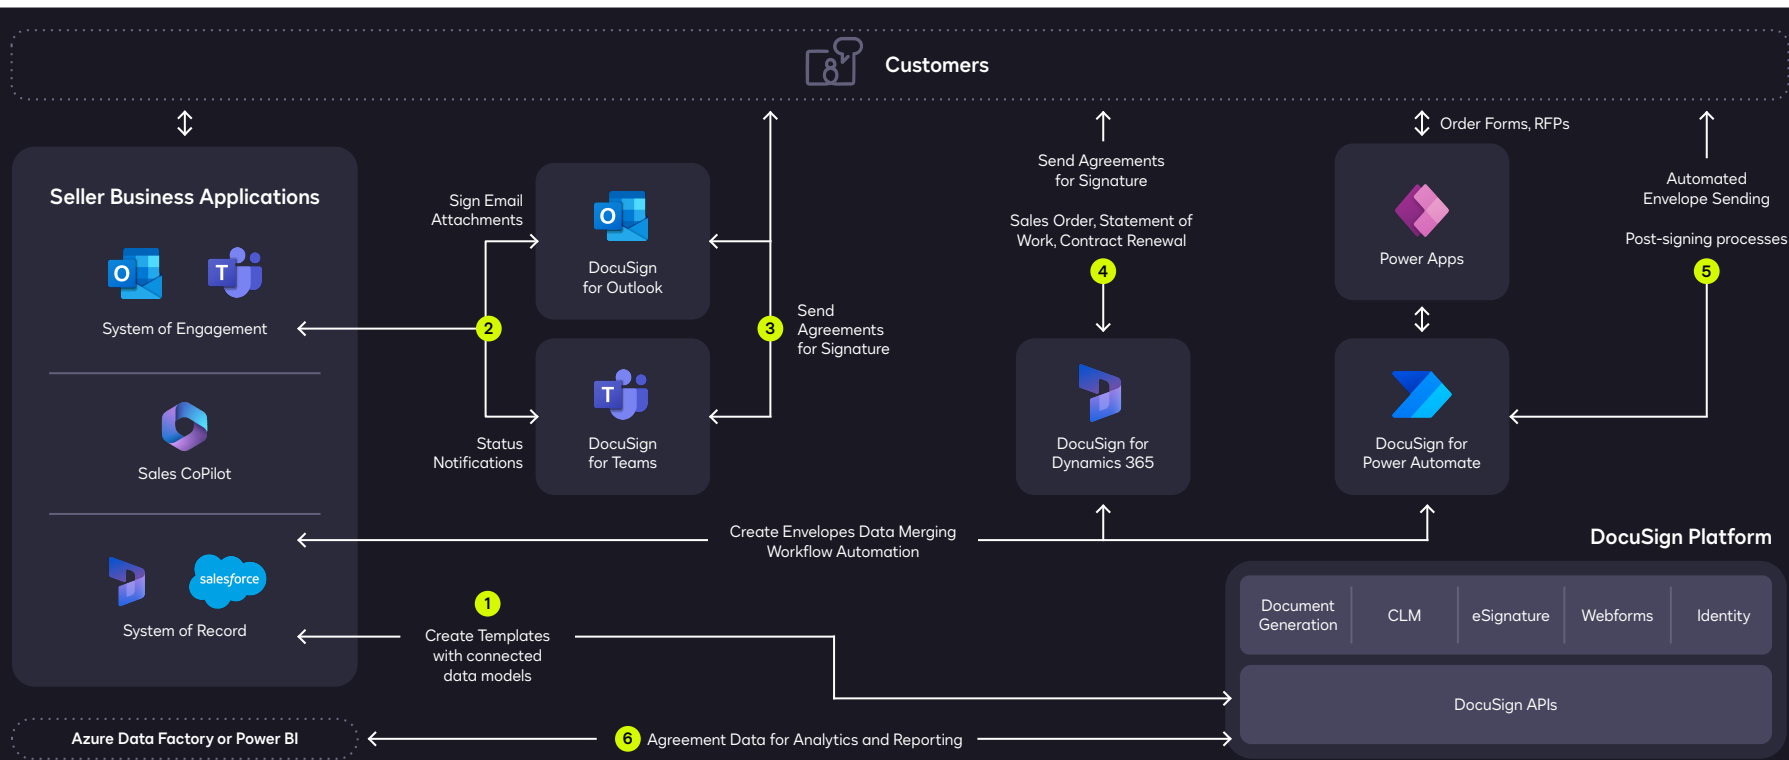 Customers
Seller Business Applications
O
T
System of Engagement
Sales CoPilot
salesforce
System of Record
Azure Data Factory or Power BI
Sign Email
Attachments
2
Status
Notifications
O
DocuSign
for Outlook
T
DocuSign
for Teams
3
Send
Agreements
for Signature
Send Agreements
for Signature
Sales Order, Statement of
Work, Contract Renewal
4
DocuSign for
Dynamics 365
Order Forms, RFPs
Power Apps
DocuSign for
Power Automate
Automated
Envelope Sending
Post-signing processes
5
Create Envelopes Data Merging
Workflow Automation
1
Create Templates
with connected
data models
DocuSign Platform
Document
Generation
CLM
eSignature
Webforms
Identity
DocuSign APIs
6 Agreement Data for Analytics and Reporting